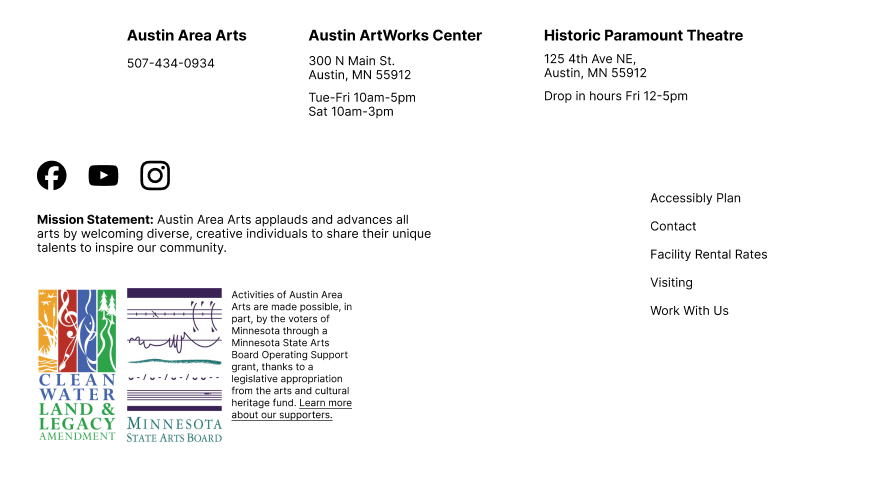 Austin Area Arts
507-434-0934
Austin ArtWorks Center
300 N Main St.
Austin, MN 55912
Tue-Fri 10am-5pm
Sat 10am-3pm
Historic Paramount Theatre
125 4th Ave NE,
Austin, MN 55912
Drop in hours Fri 12-5pm
Mission Statement: Austin Area Arts applauds and advances all
arts by welcoming diverse, creative individuals to share their unique
talents to inspire our community.
Accessibly Plan
Contact
Facility Rental Rates
Visiting
Work With Us
CLEAN
WATER
LAND &
LEGACY
AMENDMENT
MINNESOTA
STATE ARTS BOARD
Activities of Austin Area
Arts are made possible, in
part, by the voters of
Minnesota through a
Minnesota State Arts
Board Operating Support
grant, thanks to a
legislative appropriation
from the arts and cultural
heritage fund. Learn more
about our supporters.